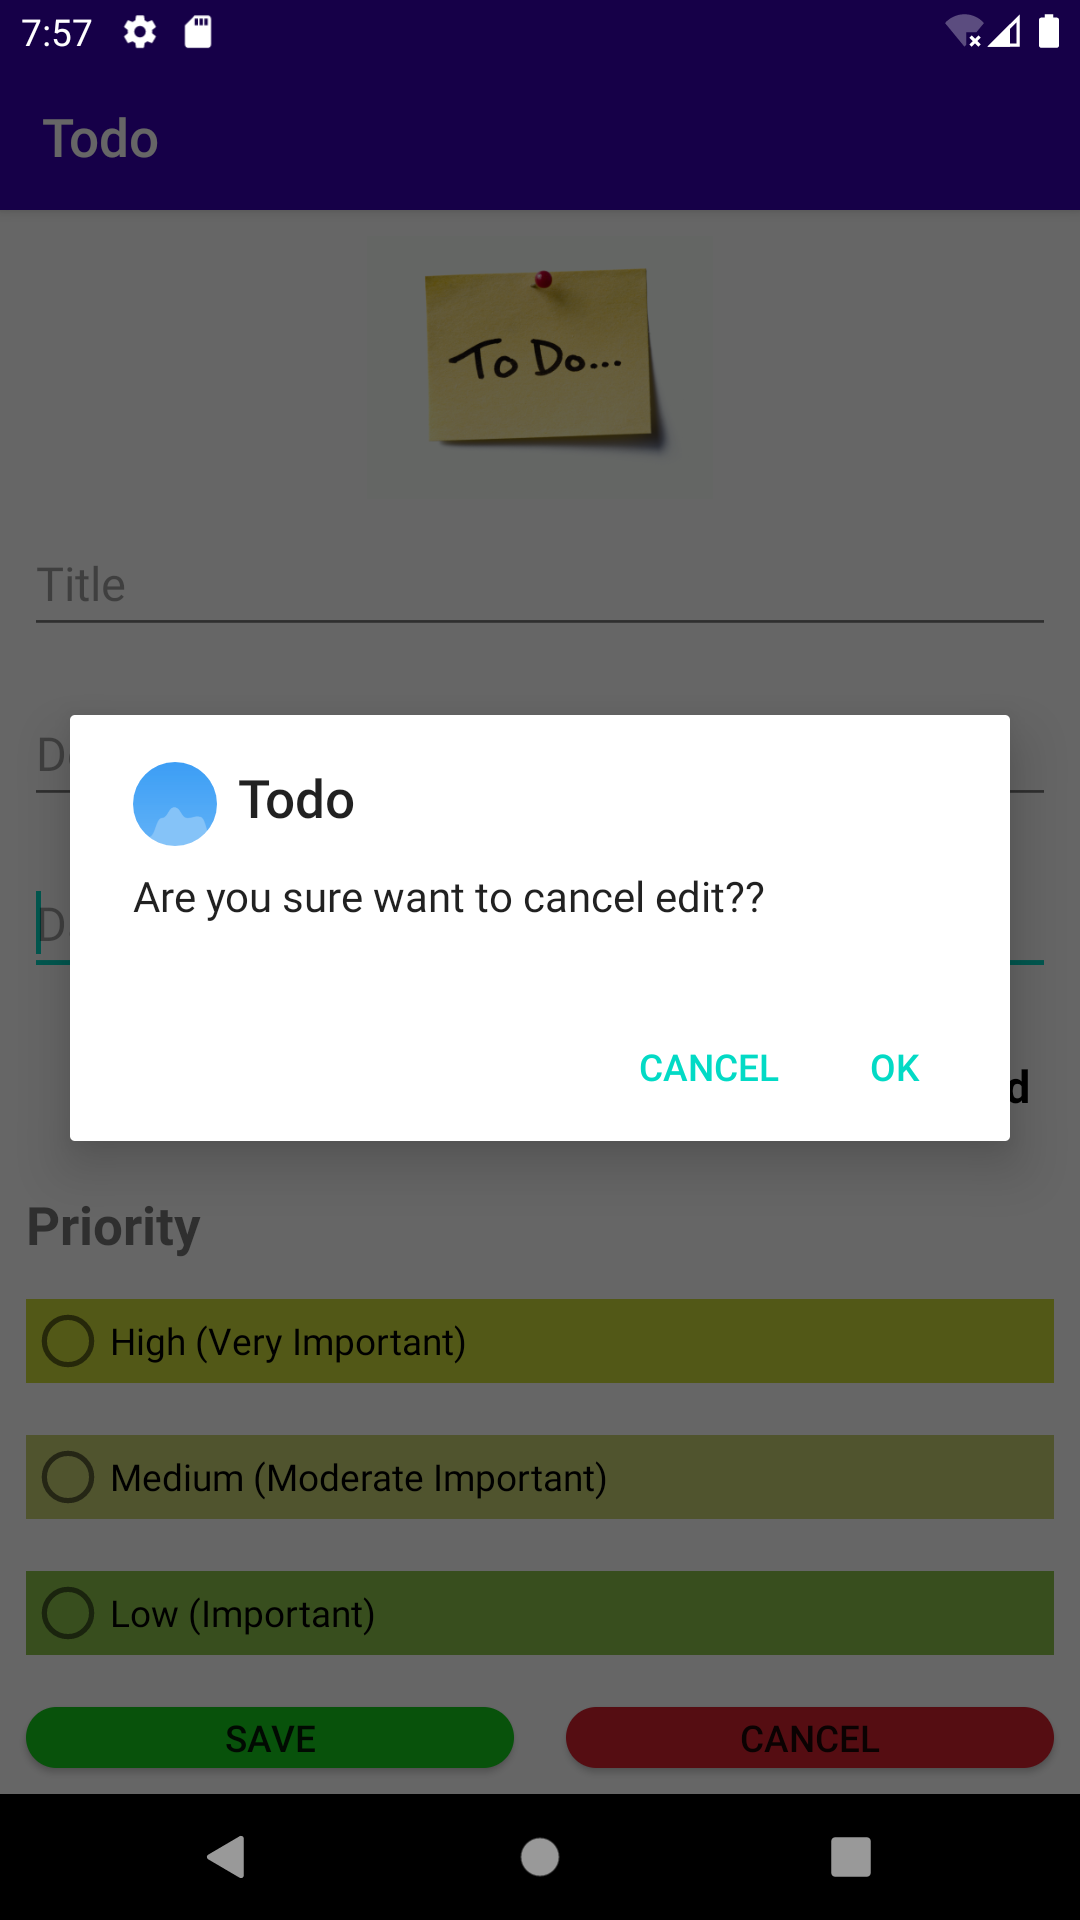 7:57
Todo
To Do...
Title
D
Todo
Are you sure want to cancel edit??
D
CANCEL OK
d
Priority
High (Very Important)
Medium (Moderate Important)
Low (Important)
SAVE CANCEL